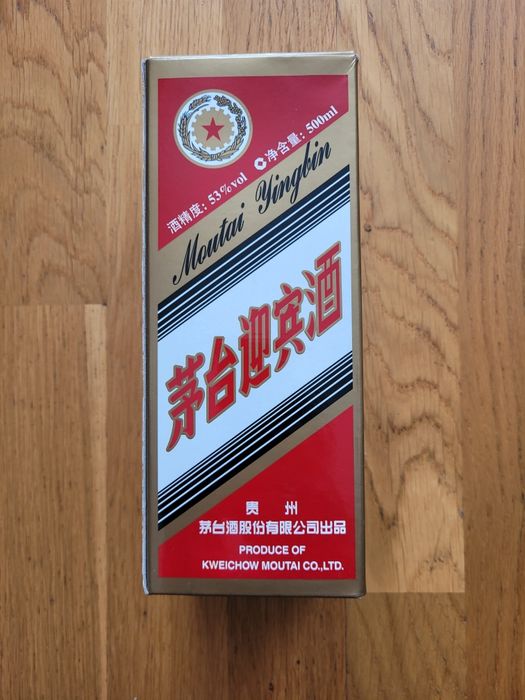 酒精度: 53%vol
净含量: 500ml
Moutai Yingbin
茅台迎宾酒
贵 州
茅台酒股份有限公司出品
PRODUCE OF
KWEICHOW MOUTAI CO.,LTD.